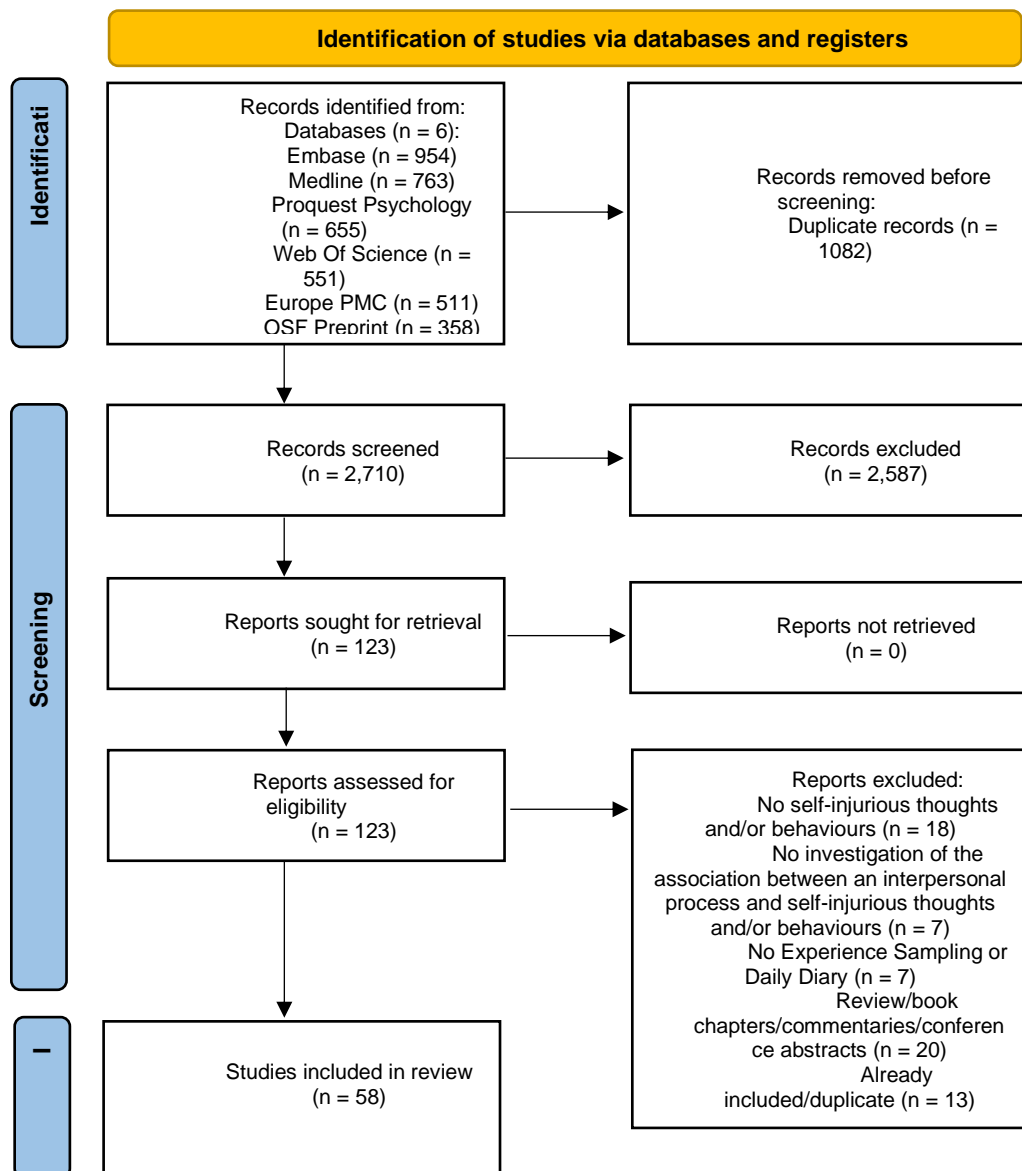 Identification of studies via databases and registers
Identificati
Records identified from:
Databases (n = 6):
Embase (n = 954)
Medline (n = 763)
Proquest Psychology
(n = 655)
Web Of Science (n =
551)
Europe PMC (n = 511)
OSF Preprint (n = 358)
Records removed before
screening:
Duplicate records (n =
1082)
Screening
Records screened
(n = 2,710)
Records excluded
(n = 2,587)
Reports sought for retrieval
(n = 123)
Reports not retrieved
(n = 0)
Reports assessed for
eligibility
(n = 123)
Reports excluded:
No self-injurious thoughts
and/or behaviours (n = 18)
No investigation of the
association between an interpersonal
process and self-injurious thoughts
and/or behaviours (n = 7)
No Experience Sampling or
Daily Diary (n = 7)
Review/book
chapters/commentaries/conferen
ce abstracts (n = 20)
Already
included/duplicate (n = 13)
I
Studies included in review
(n = 58)